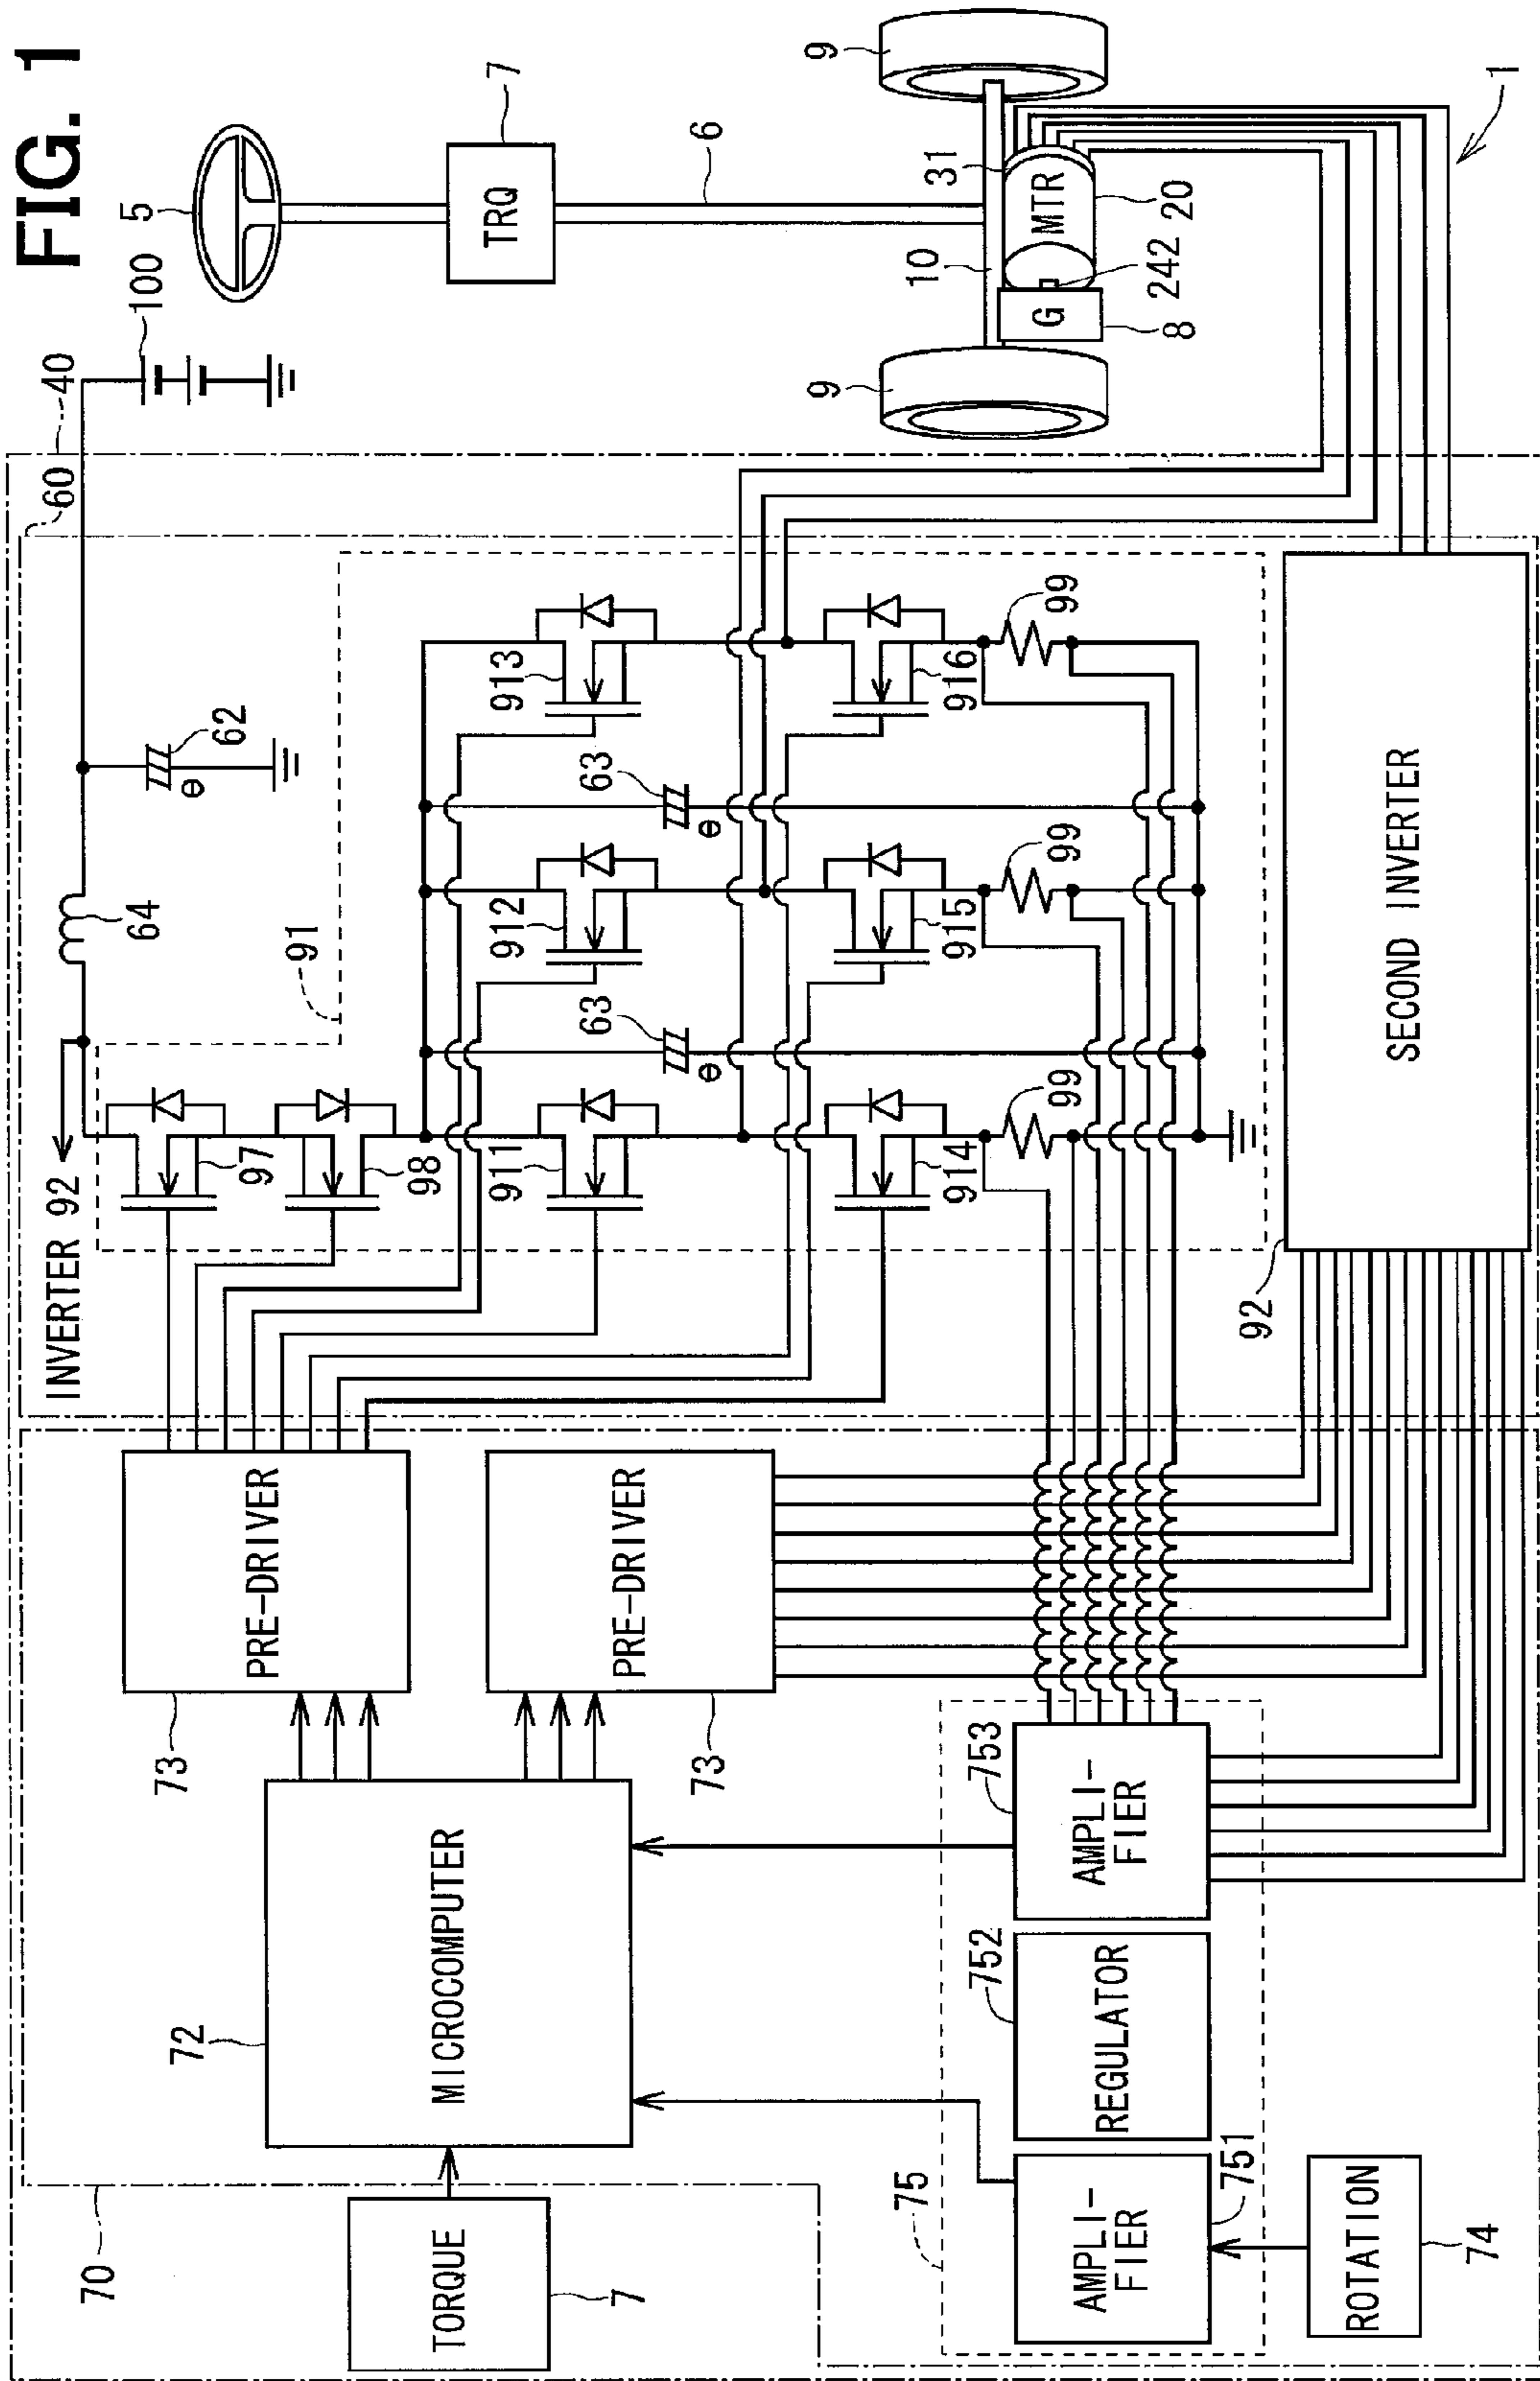 FIG. 1
5
100
7
TRQ
6
9
9
31
MTR
20
10
242
G
8
1
40
60
62
θ
64
91
INVERTER 92
97
98
913
912
911
63
θ
63
θ
916
915
914
99
99
99
SECOND INVERTER
92
PRE-DRIVER
73
PRE-DRIVER
73
MICROCOMPUTER
72
70
TORQUE
7
75
AMPLI-
FIER
753
REGULATOR
752
AMPLI-
FIER
751
ROTATION
74